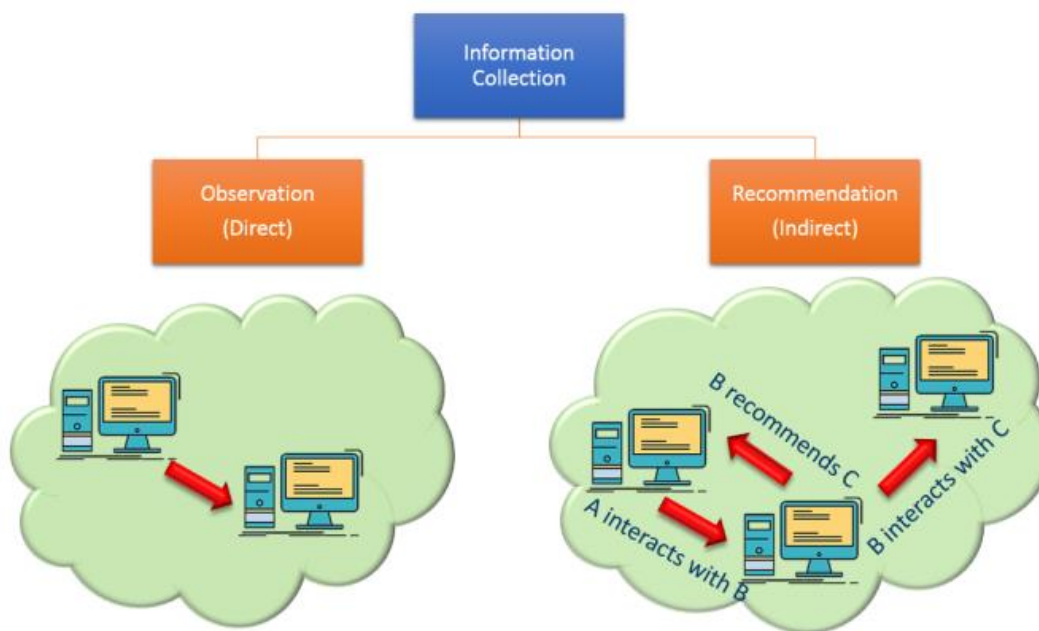 Information
Collection
Observation
(Direct)
Recommendation
(Indirect)
B recommends C
A interacts with B
B interacts with C